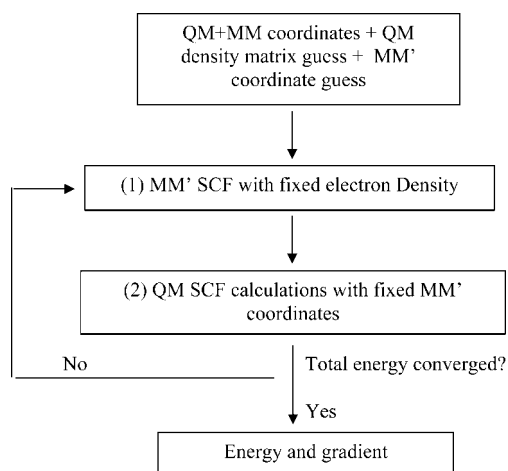 QM+MM coordinates + QM
density matrix guess + MM’
coordinate guess
(1) MM’ SCF with fixed electron Density
(2) QM SCF calculations with fixed MM’
coordinates
No
Total energy converged?
Yes
Energy and gradient